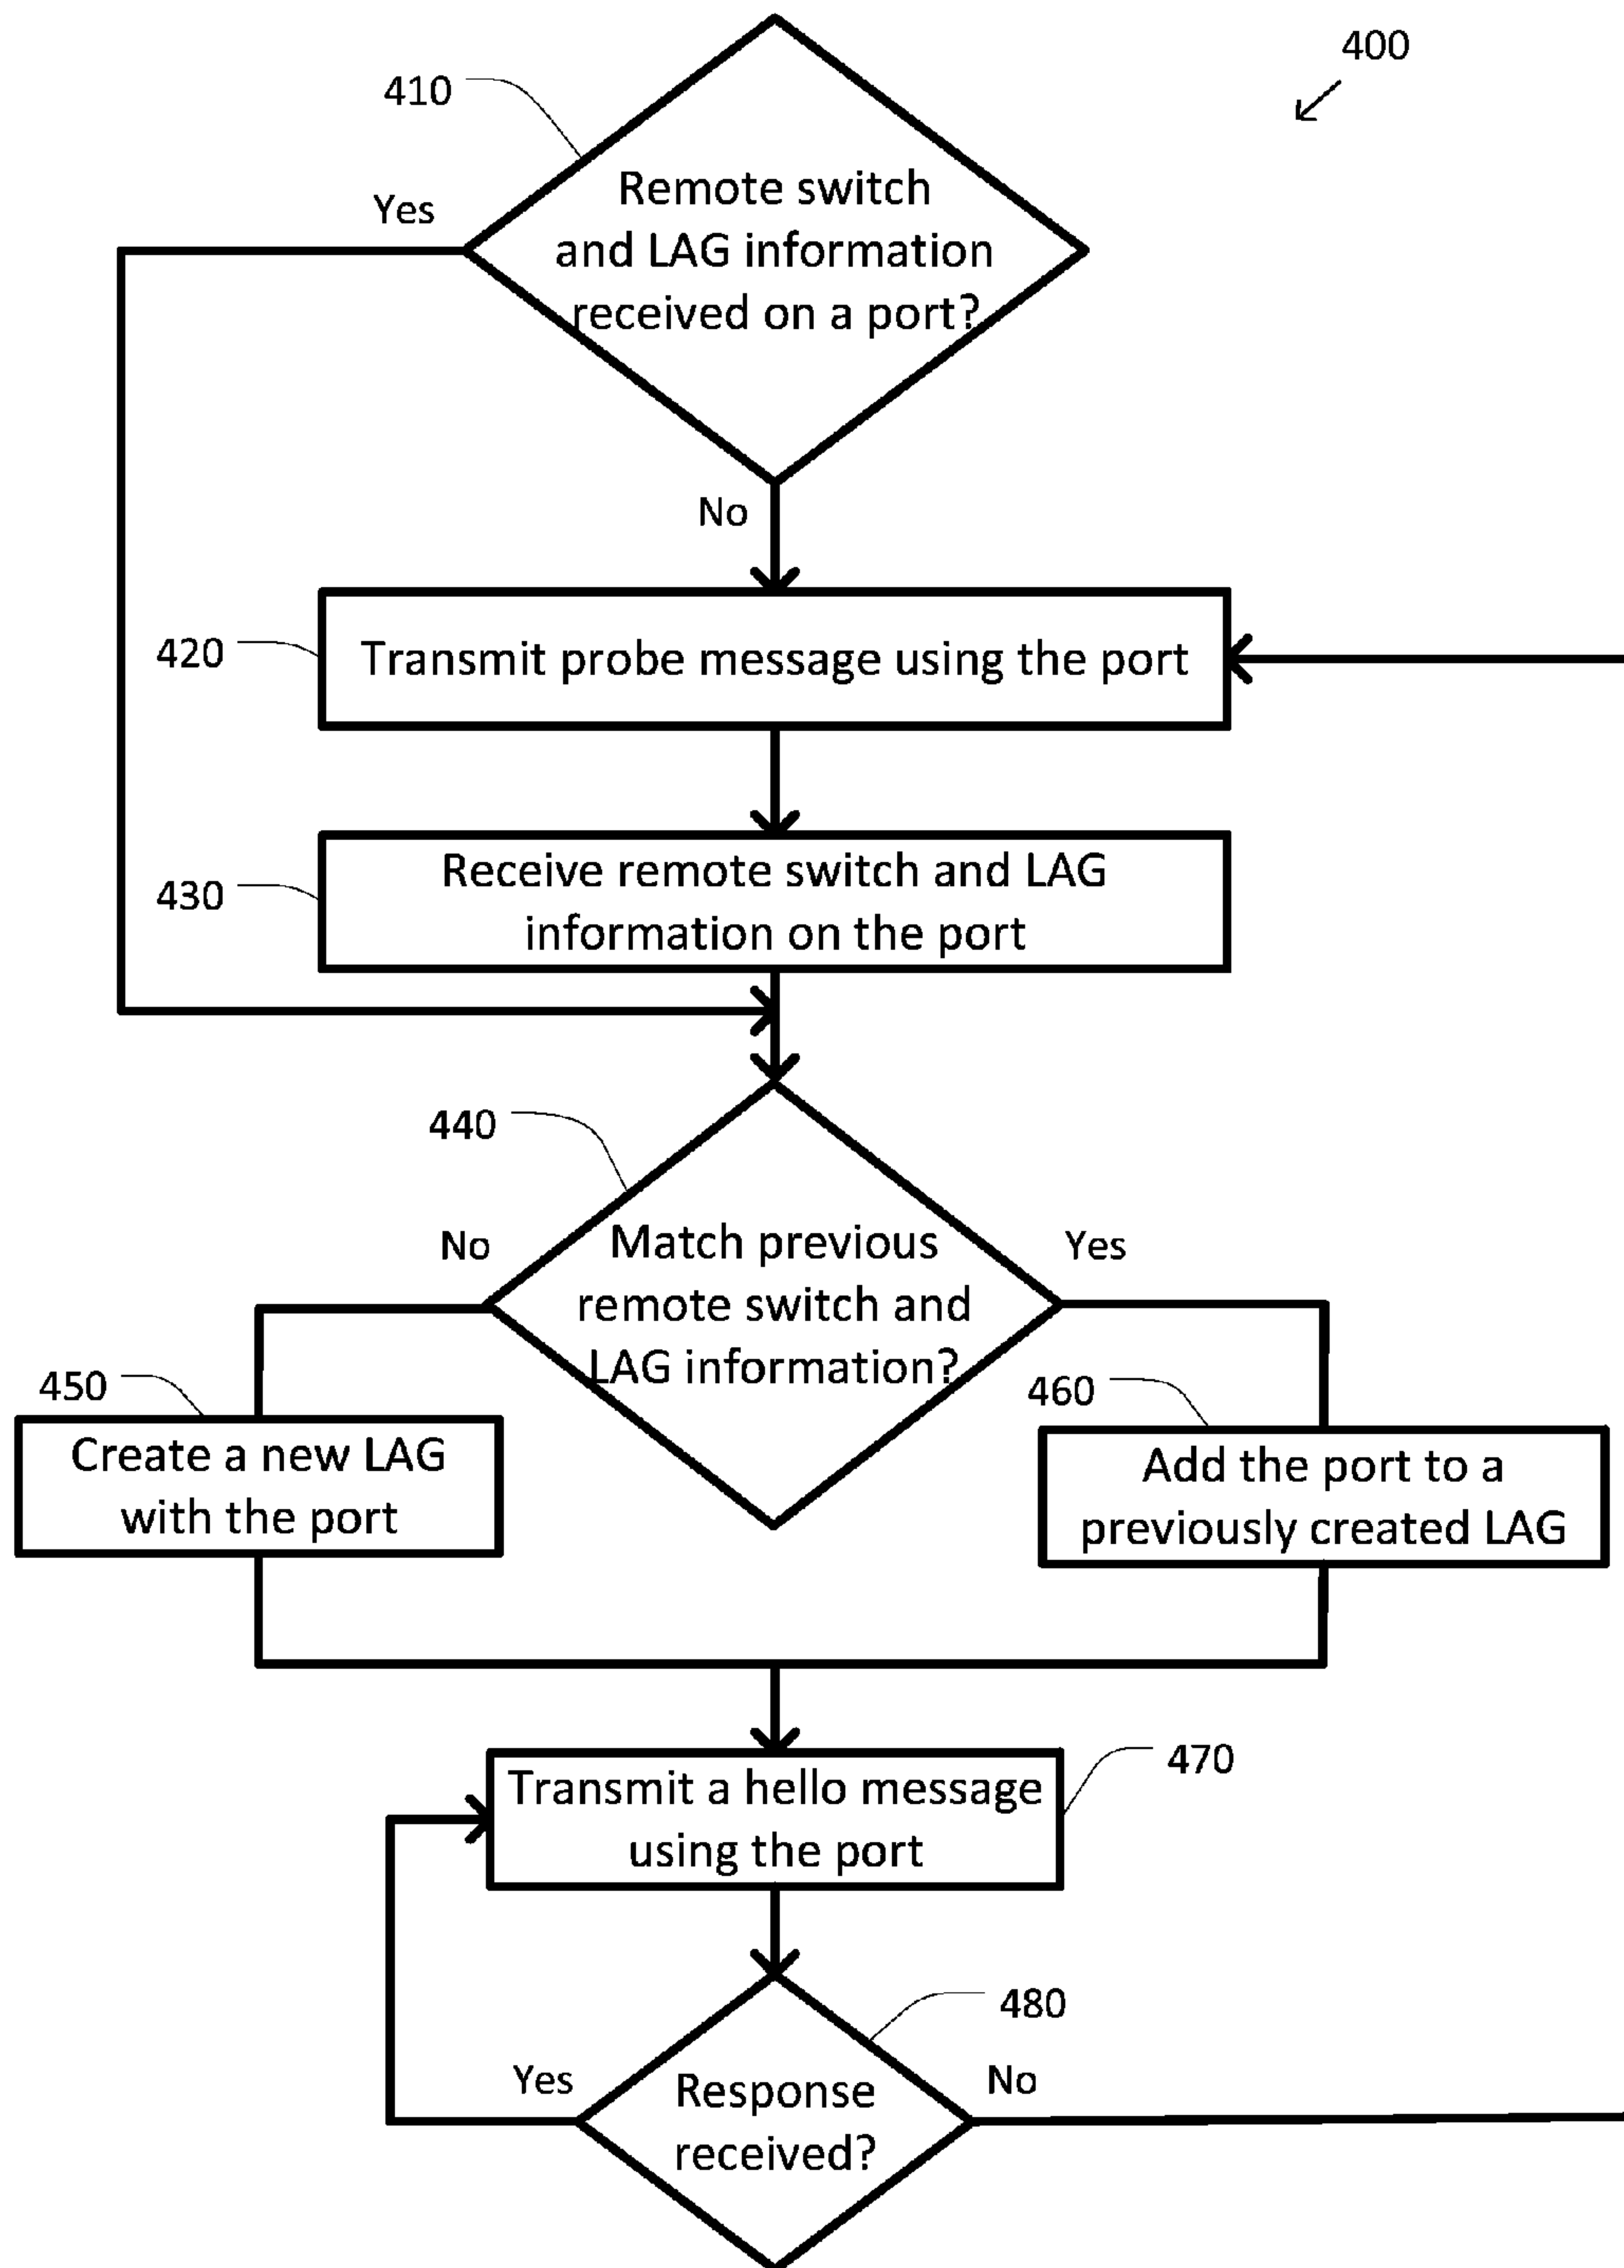 400
410
Yes
Remote switch
and LAG information
received on a port?
No
420
Transmit probe message using the port
430
Receive remote switch and LAG
information on the port
440
No
Yes
Match previous
remote switch and
LAG information?
450
460
Create a new LAG
with the port
Add the port to a
previously created LAG
470
Transmit a hello message
using the port
480
Yes
No
Response
received?